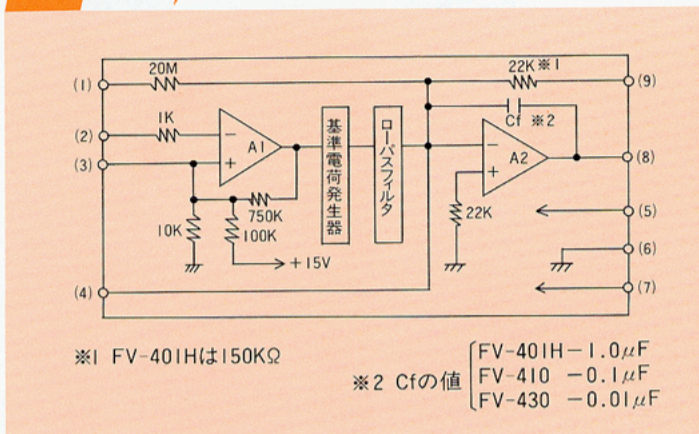 20M
22K※1
(1)
(9)
Cf ※2
1K
(2)
A1
A2
(3)
(8)
基準電荷発生器
ローパスフィルタ
750K
10K
100K
22K
(5)
(6)
+15V
(4)
(7)
※1 FV-401Hは150KΩ
※2 Cfの値
FV-401H-1.0μF
FV-410 -0.1μF
FV-430 -0.01μF